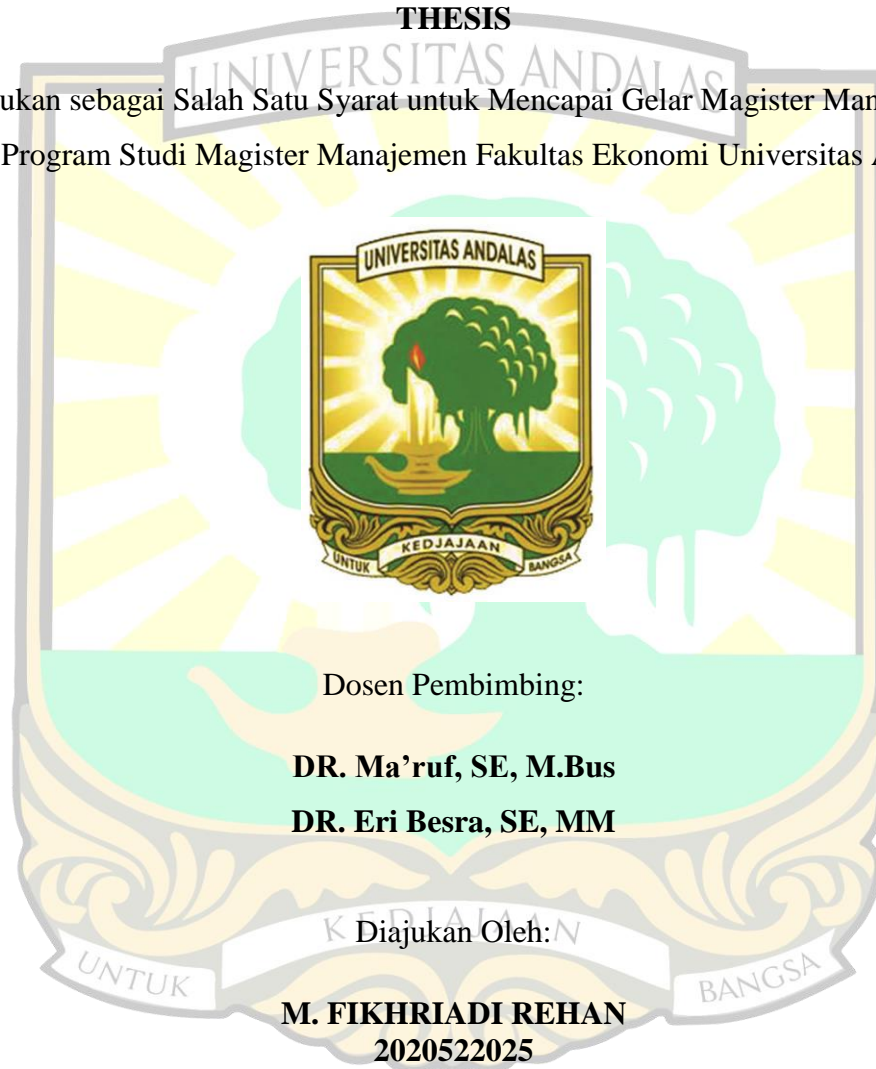 THESIS
UNIVERSITAS ANDALAS
ukan sebagai Salah Satu Syarat untuk Mencapai Gelar Magister Man
Program Studi Magister Manajemen Fakultas Ekonomi Universitas
UNIVERSITAS ANDALAS
KEDJAJAAN
UNTUK BANGSA
Dosen Pembimbing:
DR. Ma’ruf, SE, M.Bus
DR. Eri Besra, SE, MM
KEDJAJAAN
Diajukan Oleh:
UNTUK BANGSA
M. FIKHRIADI REHAN
2020522025